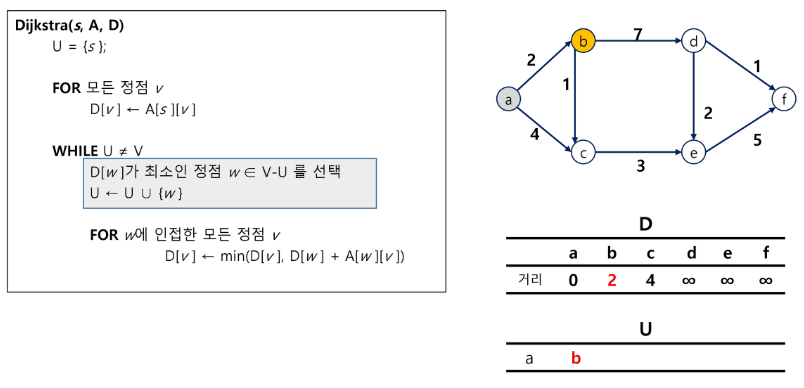 Dijkstra(s, A, D)
U = {s};
FOR 모든 정점 v
D[v] ← A[s][v]
WHILE U ≠ V
D[w]가 최소인 정점 w ∈ V-U 를 선택
U ← U ∪ {w}
FOR w에 인접한 모든 정점 v
D[v] ← min(D[v], D[w] + A[w][v])
b 7 d
2 1 1
a 2 f
4 5
c 3 e
D
a b c d e f
거리 0 2 4 ∞ ∞ ∞
U
a b